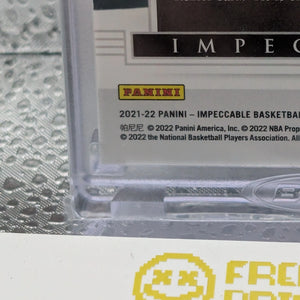 IMPEC
PANINI
2021-22 PANINI – IMPECCABLE BASKETBAL
帕尼尼 © 2022 Panini America, Inc. © 2022 NBA Prop
© 2022 the National Basketball Players Association. All
FREE